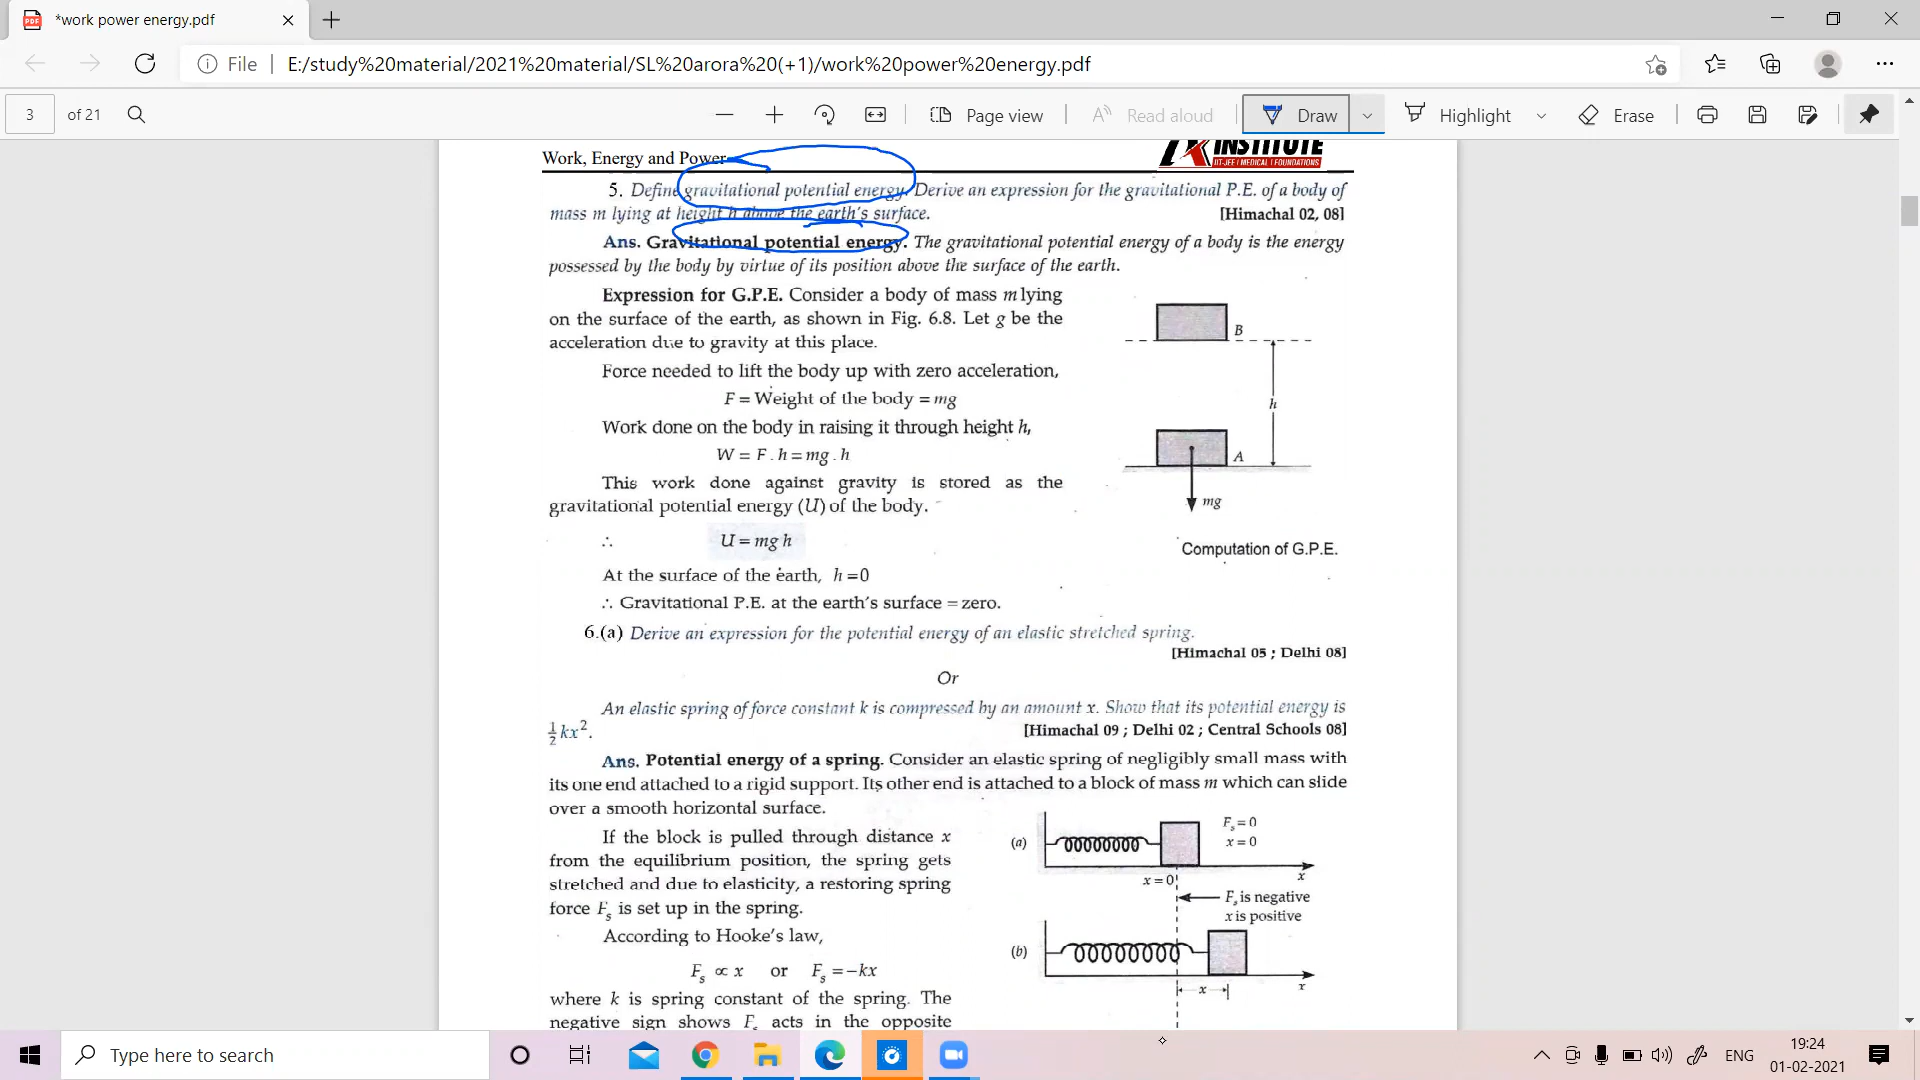 *work power energy.pdf
File
E:/study%20material/2021%20material/SL%20arora%20(+1)/work%20power%20energy.pdf
3 of 21
Page view
Read aloud
Draw
Highlight
Erase
Work, Energy and Power
INSTITUTE
IIT-JEE | MEDICAL | FOUNDATIONS
5. Define gravitational potential energy. Derive an expression for the gravitational P.E. of a body of
mass m lying at height h above the earth's surface. [Himachal 02, 08]
Ans. Gravitational potential energy. The gravitational potential energy of a body is the energy
possessed by the body by virtue of its position above the surface of the earth.
Expression for G.P.E. Consider a body of mass m lying
on the surface of the earth, as shown in Fig. 6.8. Let g be the
acceleration due to gravity at this place.
Force needed to lift the body up with zero acceleration,
F = Weight of the body = mg
Work done on the body in raising it through height h,
W = F . h = mg . h
This work done against gravity is stored as the
gravitational potential energy (U) of the body.
∴ U = mg h
At the surface of the earth, h = 0
∴ Gravitational P.E. at the earth's surface = zero.
B
h
A
mg
Computation of G.P.E.
6.(a) Derive an expression for the potential energy of an elastic stretched spring.
[Himachal 05 ; Delhi 08]
Or
An elastic spring of force constant k is compressed by an amount x. Show that its potential energy is
½ kx². [Himachal 09 ; Delhi 02 ; Central Schools 08]
Ans. Potential energy of a spring. Consider an elastic spring of negligibly small mass with
its one end attached to a rigid support. Its other end is attached to a block of mass m which can slide
over a smooth horizontal surface.
If the block is pulled through distance x
from the equilibrium position, the spring gets
stretched and due to elasticity, a restoring spring
force Fs is set up in the spring.
According to Hooke's law,
Fs ∝ x or Fs = −kx
where k is spring constant of the spring. The
negative sign shows Fs acts in the opposite
(a)
Fs = 0
x = 0
x = 0
x
Fs is negative
x is positive
(b)
x
x
Type here to search
ENG
19:24
01-02-2021